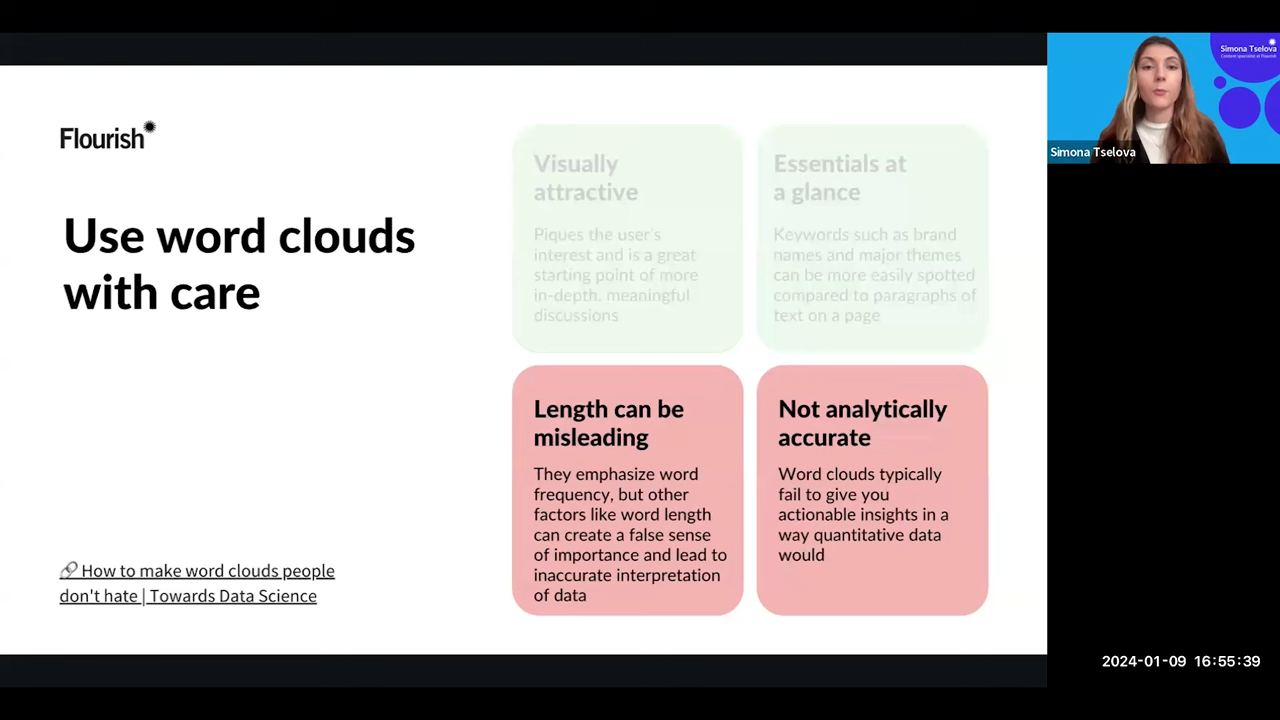 Flourish
Use word clouds
with care
How to make word clouds people
don't hate | Towards Data Science
Visually
attractive
Piques the user's
interest and is a great
starting point of more
in-depth, meaningful
discussions
Essentials at
a glance
Keywords such as brand
names and major themes
can be more easily spotted
compared to paragraphs of
text on a page
Length can be
misleading
They emphasize word
frequency, but other
factors like word length
can create a false sense
of importance and lead to
inaccurate interpretation
of data
Not analytically
accurate
Word clouds typically
fail to give you
actionable insights in a
way quantitative data
would
Simona Tselova
Content specialist at Flourish
Simona Tselova
2024-01-09 16:55:39